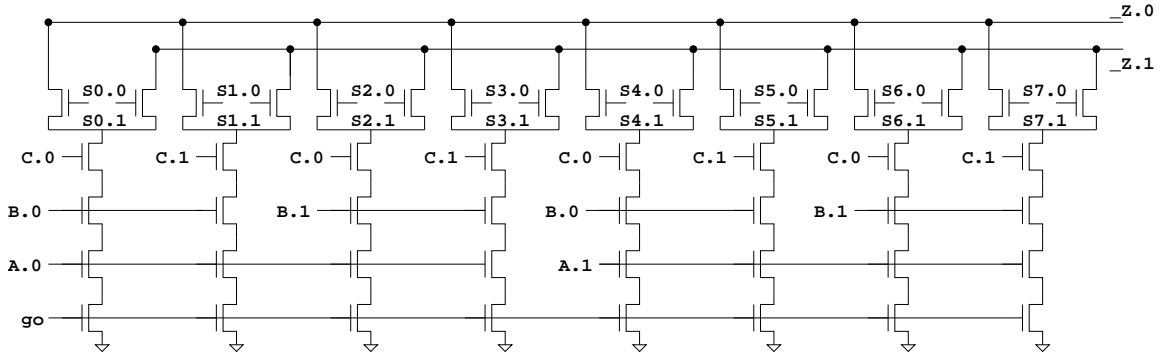 _Z.0
_Z.1
S0.0 S1.0 S2.0 S3.0 S4.0 S5.0 S6.0 S7.0
S0.1 S1.1 S2.1 S3.1 S4.1 S5.1 S6.1 S7.1
C.0 C.1 C.0 C.1 C.0 C.1 C.0 C.1
B.0 B.1 B.0 B.1
A.0 A.1
go